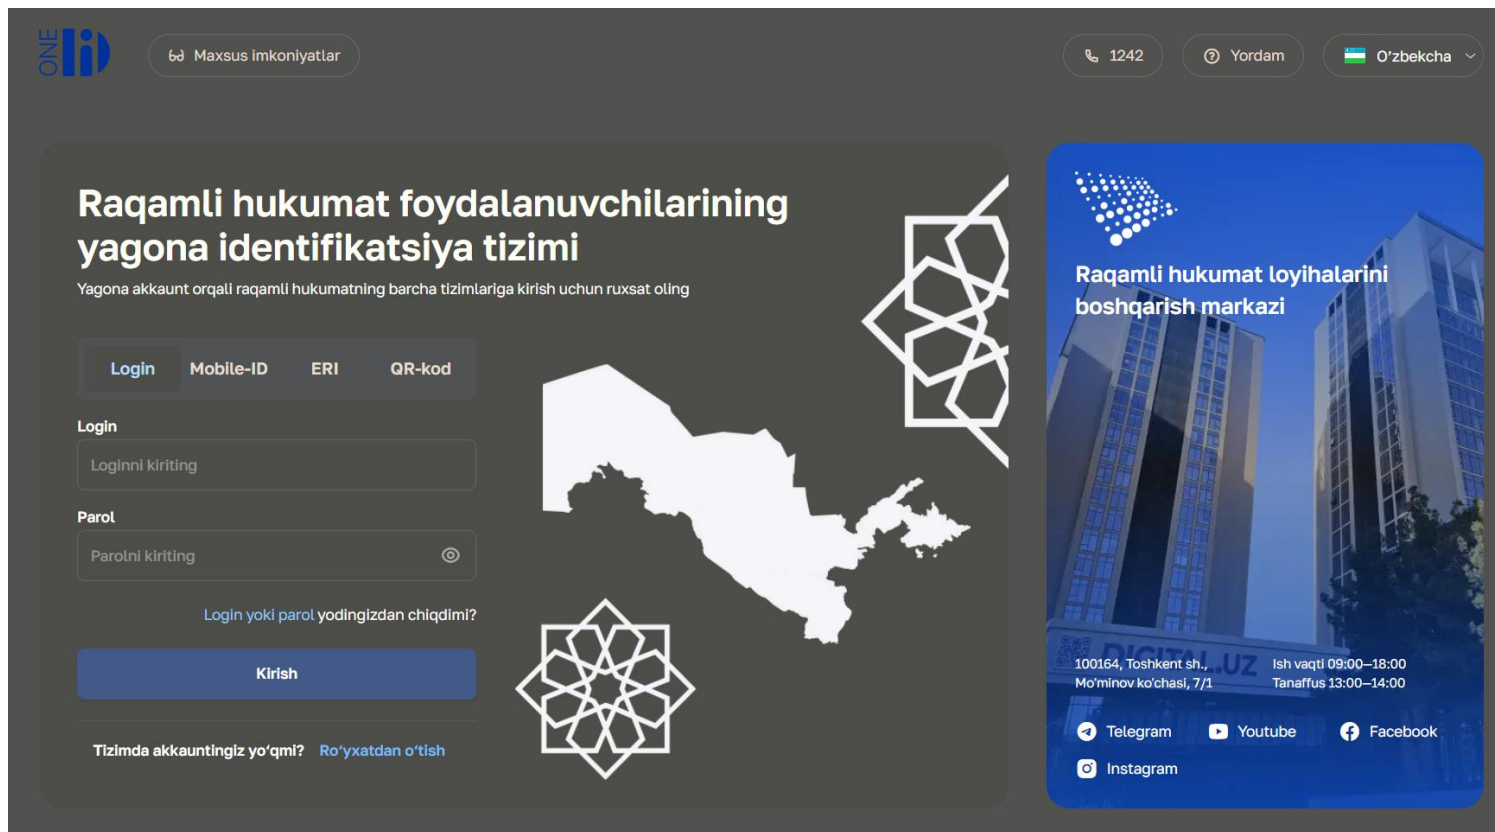 ONE iD
Maxsus imkoniyatlar
1242
Yordam
O‘zbekcha
Raqamli hukumat foydalanuvchilarining
yagona identifikatsiya tizimi
Yagona akkaunt orqali raqamli hukumatning barcha tizimlariga kirish uchun ruxsat oling
Login
Mobile-ID
ERI
QR-kod
Login
Loginni kiriting
Parol
Parolni kiriting
Login yoki parol yodingizdan chiqdimi?
Kirish
Tizimda akkauntingiz yo‘qmi? Ro‘yxatdan o‘tish
Raqamli hukumat loyihalarini
boshqarish markazi
DIGITAL.UZ
100164, Toshkent sh.,
Mo'minov ko'chasi, 7/1
Ish vaqti 09:00–18:00
Tanaffus 13:00–14:00
Telegram
Youtube
Facebook
Instagram